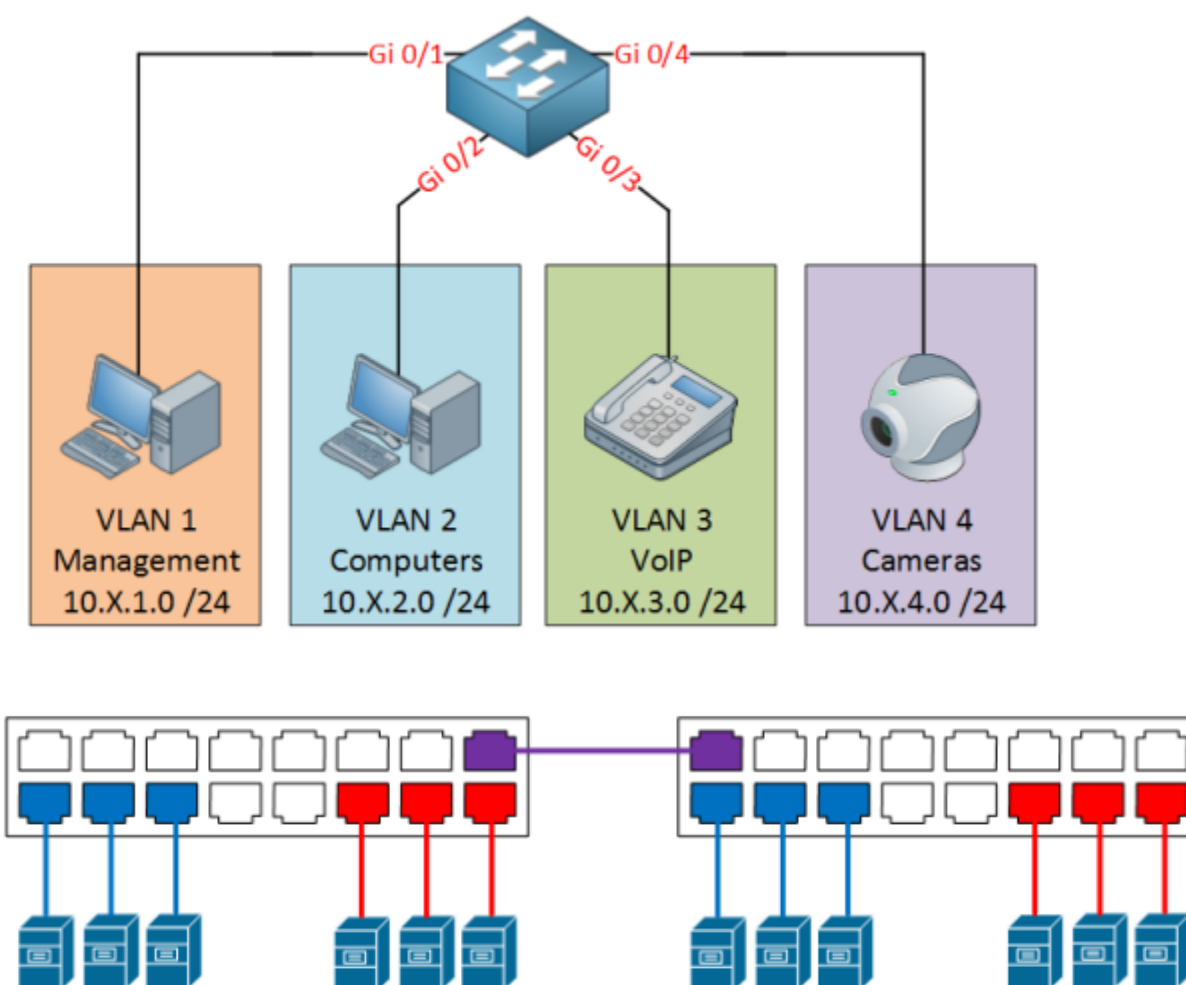 Gi 0/1
Gi 0/4
Gi 0/2
Gi 0/3
VLAN 1
Management
10.X.1.0 /24
VLAN 2
Computers
10.X.2.0 /24
VLAN 3
VoIP
10.X.3.0 /24
VLAN 4
Cameras
10.X.4.0 /24